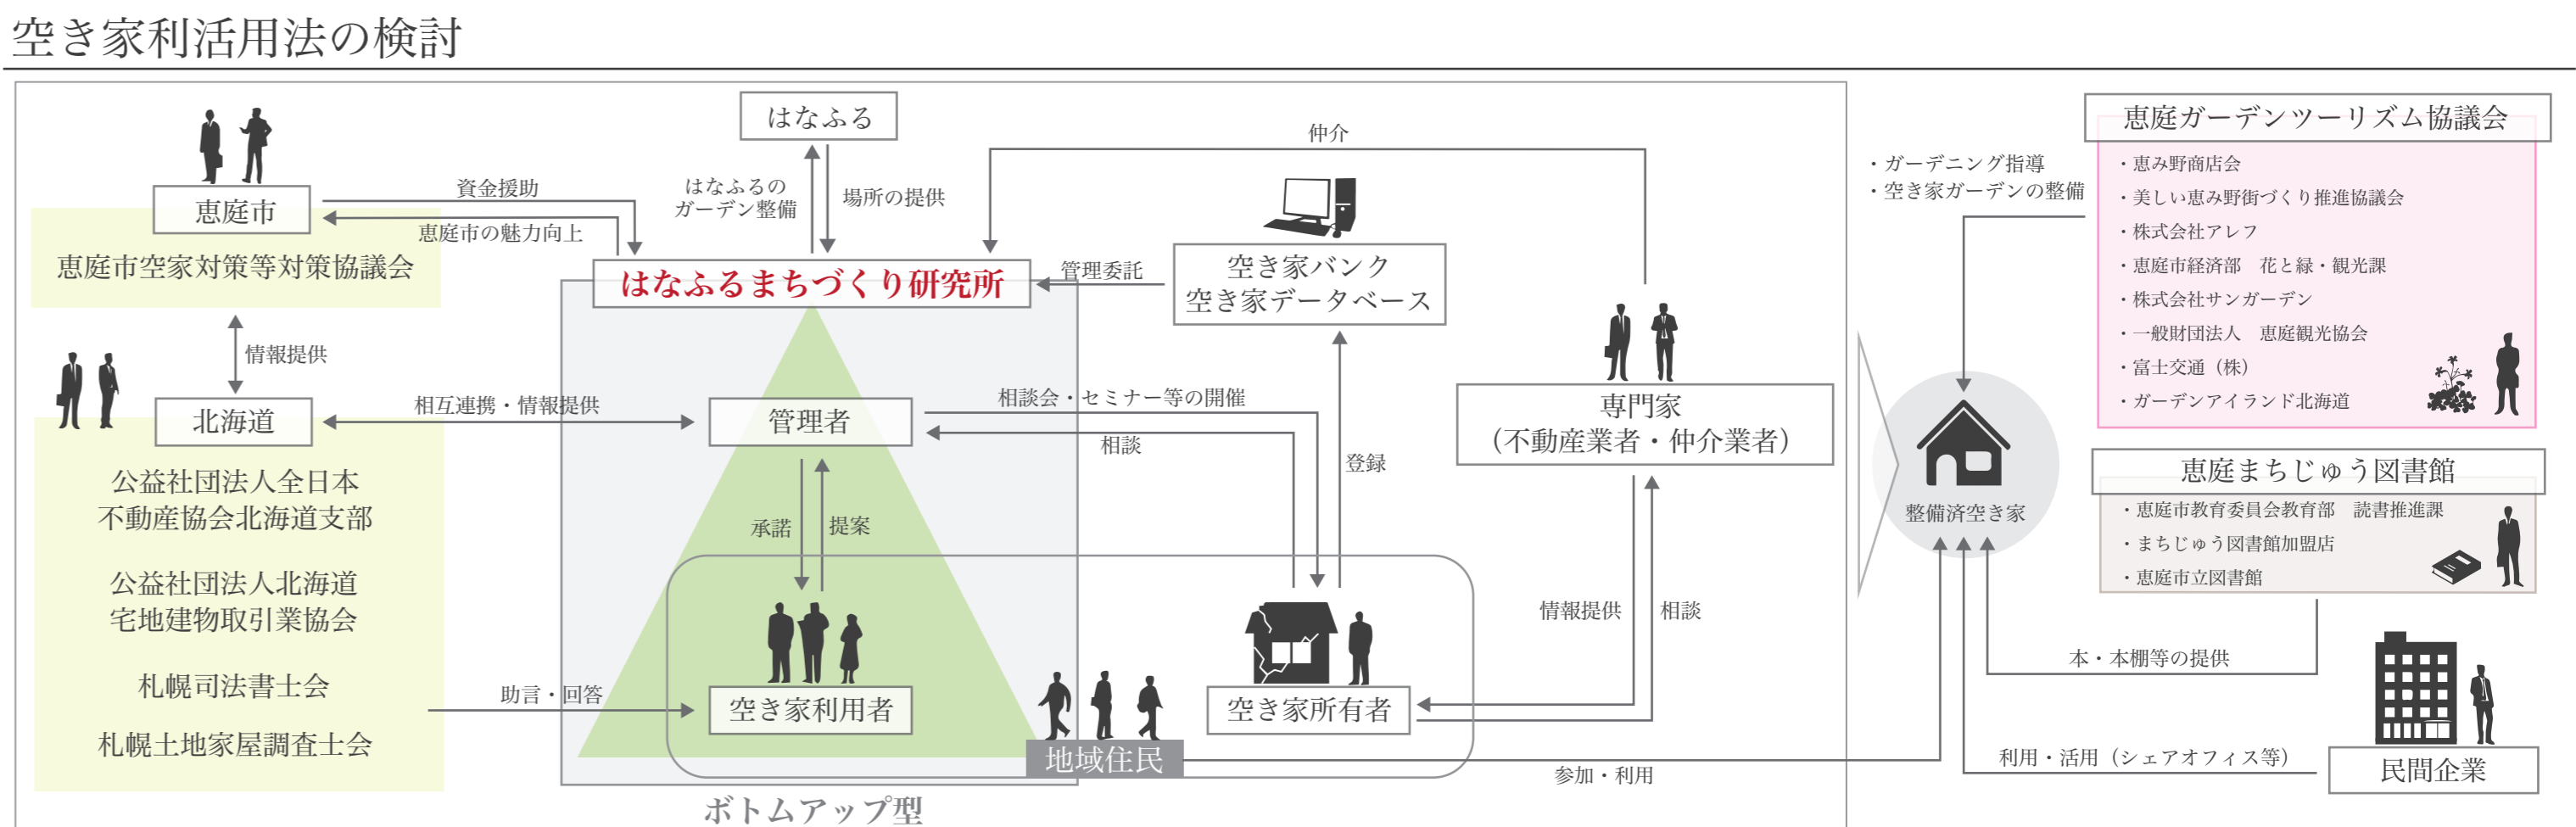 空き家利活用法の検討
恵庭市
恵庭市空家対策等対策協議会
資金援助
恵庭市の魅力向上
情報提供
北海道
公益社団法人全日本
不動産協会北海道支部
公益社団法人北海道
宅地建物取引業協会
札幌司法書士会
札幌土地家屋調査士会
相互連携・情報提供
助言・回答
はなふる
はなふるの
ガーデン整備
場所の提供
はなふるまちづくり研究所
管理者
承諾
提案
空き家利用者
ボトムアップ型
仲介
管理委託
空き家バンク
空き家データベース
相談会・セミナー等の開催
相談
登録
空き家所有者
地域住民
専門家
（不動産業者・仲介業者）
情報提供
相談
参加・利用
・ガーデニング指導
・空き家ガーデンの整備
整備済空き家
恵庭ガーデンツーリズム協議会
・恵み野商店会
・美しい恵み野街づくり推進協議会
・株式会社アレフ
・恵庭市経済部　花と緑・観光課
・株式会社サンガーデン
・一般財団法人　恵庭観光協会
・富士交通（株）
・ガーデンアイランド北海道
恵庭まちじゅう図書館
・恵庭市教育委員会教育部　読書推進課
・まちじゅう図書館加盟店
・恵庭市立図書館
本・本棚等の提供
利用・活用（シェアオフィス等）
民間企業